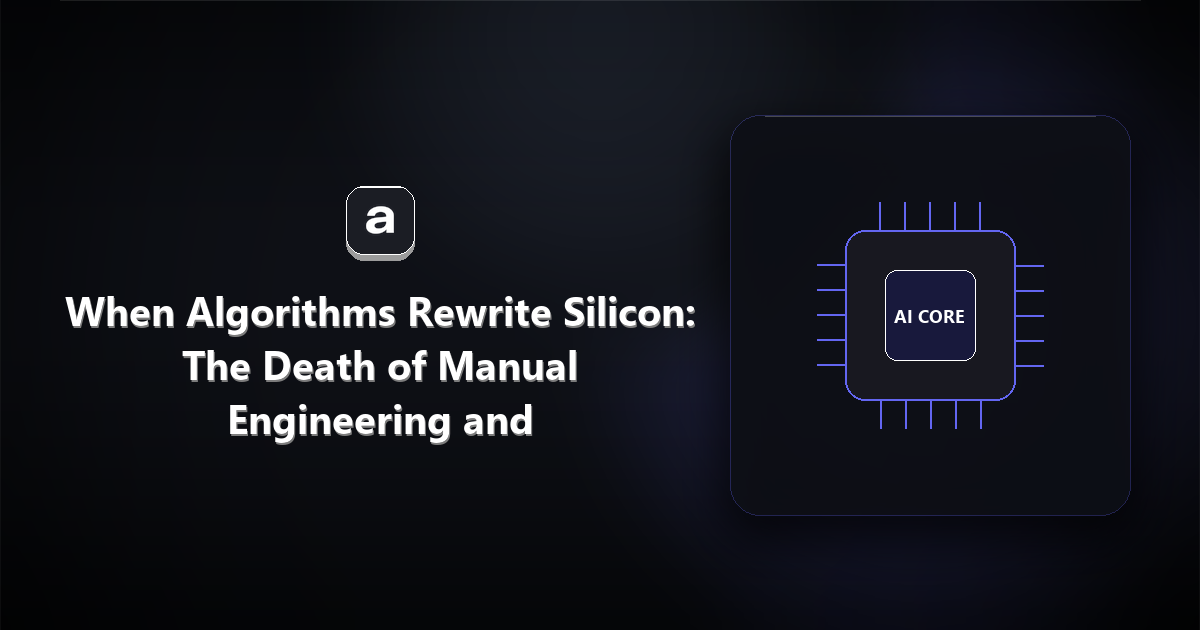 a
When Algorithms Rewrite Silicon:
The Death of Manual
Engineering and
AI CORE